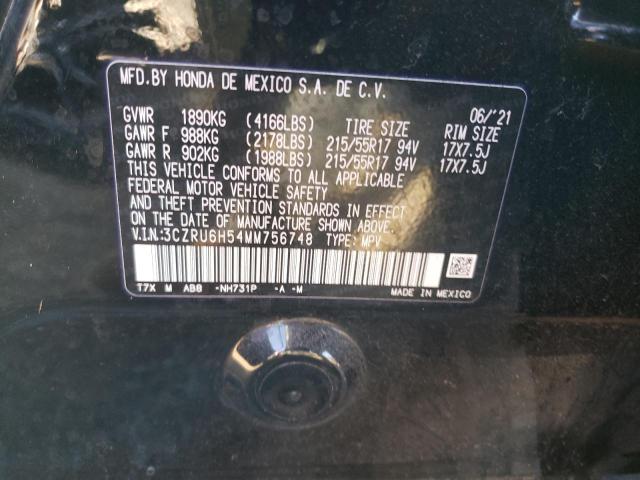 MFD.BY HONDA DE MEXICO S.A. DE C.V.
06/'21
GVWR 1890KG (4166LBS) TIRE SIZE RIM SIZE
GAWR F 988KG (2178LBS) 215/55R17 94V 17X7.5J
GAWR R 902KG (1988LBS) 215/55R17 94V 17X7.5J
THIS VEHICLE CONFORMS TO ALL APPLICABLE
FEDERAL MOTOR VEHICLE SAFETY
AND THEFT PREVENTION STANDARDS IN EFFECT
ON THE DATE OF MANUFACTURE SHOWN ABOVE.
V.I.N:3CZRU6H54MM756748 TYPE: MPV
T7X M AB8 -NH731P -A -M
MADE IN MEXICO